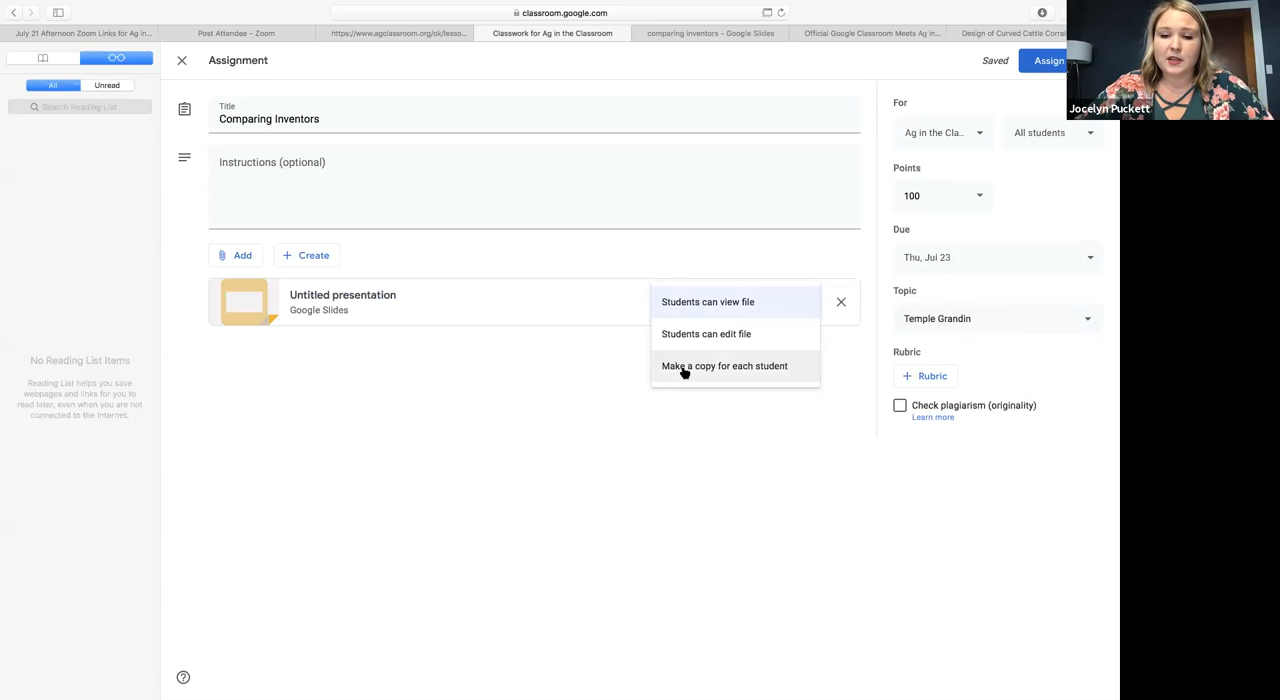 classroom.google.com
July 21 Afternoon Zoom Links for Ag in...
Post Attendee - Zoom
https://www.agclassroom.org/ok/lesso...
Classwork for Ag in the Classroom
comparing inventors - Google Slides
Official Google Classroom Meets Ag in...
Design of Curved Cattle Corral
All
Unread
Search Reading List
No Reading List Items
Reading List helps you save
webpages and links for you to
read later, even when you are
not connected to the Internet.
Assignment
Saved
Assign
Title
Comparing Inventors
Instructions (optional)
Add
Create
Untitled presentation
Google Slides
Students can view file
Students can edit file
Make a copy for each student
For
Ag in the Cla...
All students
Points
100
Due
Thu, Jul 23
Topic
Temple Grandin
Rubric
Rubric
Check plagiarism (originality)
Learn more
Jocelyn Puckett